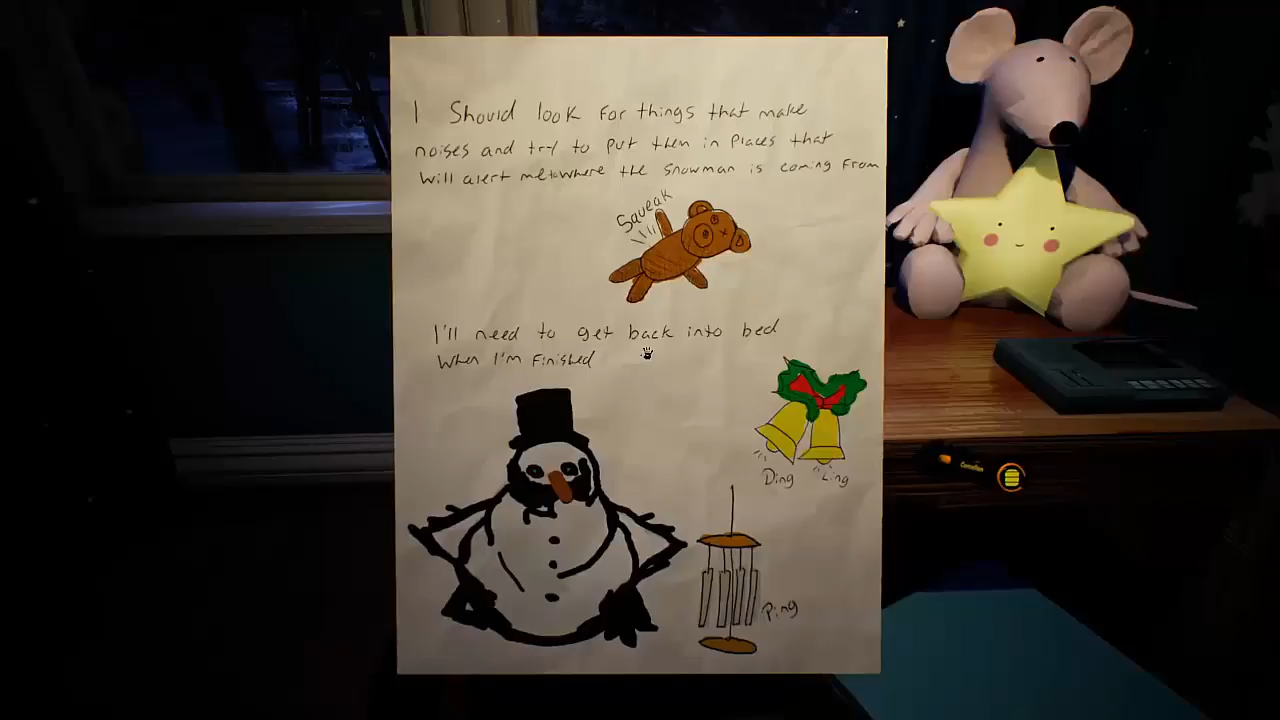 I Should look For things that make
noises and try to put them in Places that
will alert me to where the snowman is coming From
Squeak
I'll need to get back into bed
When I'm Finished
Ding Ling
Ping